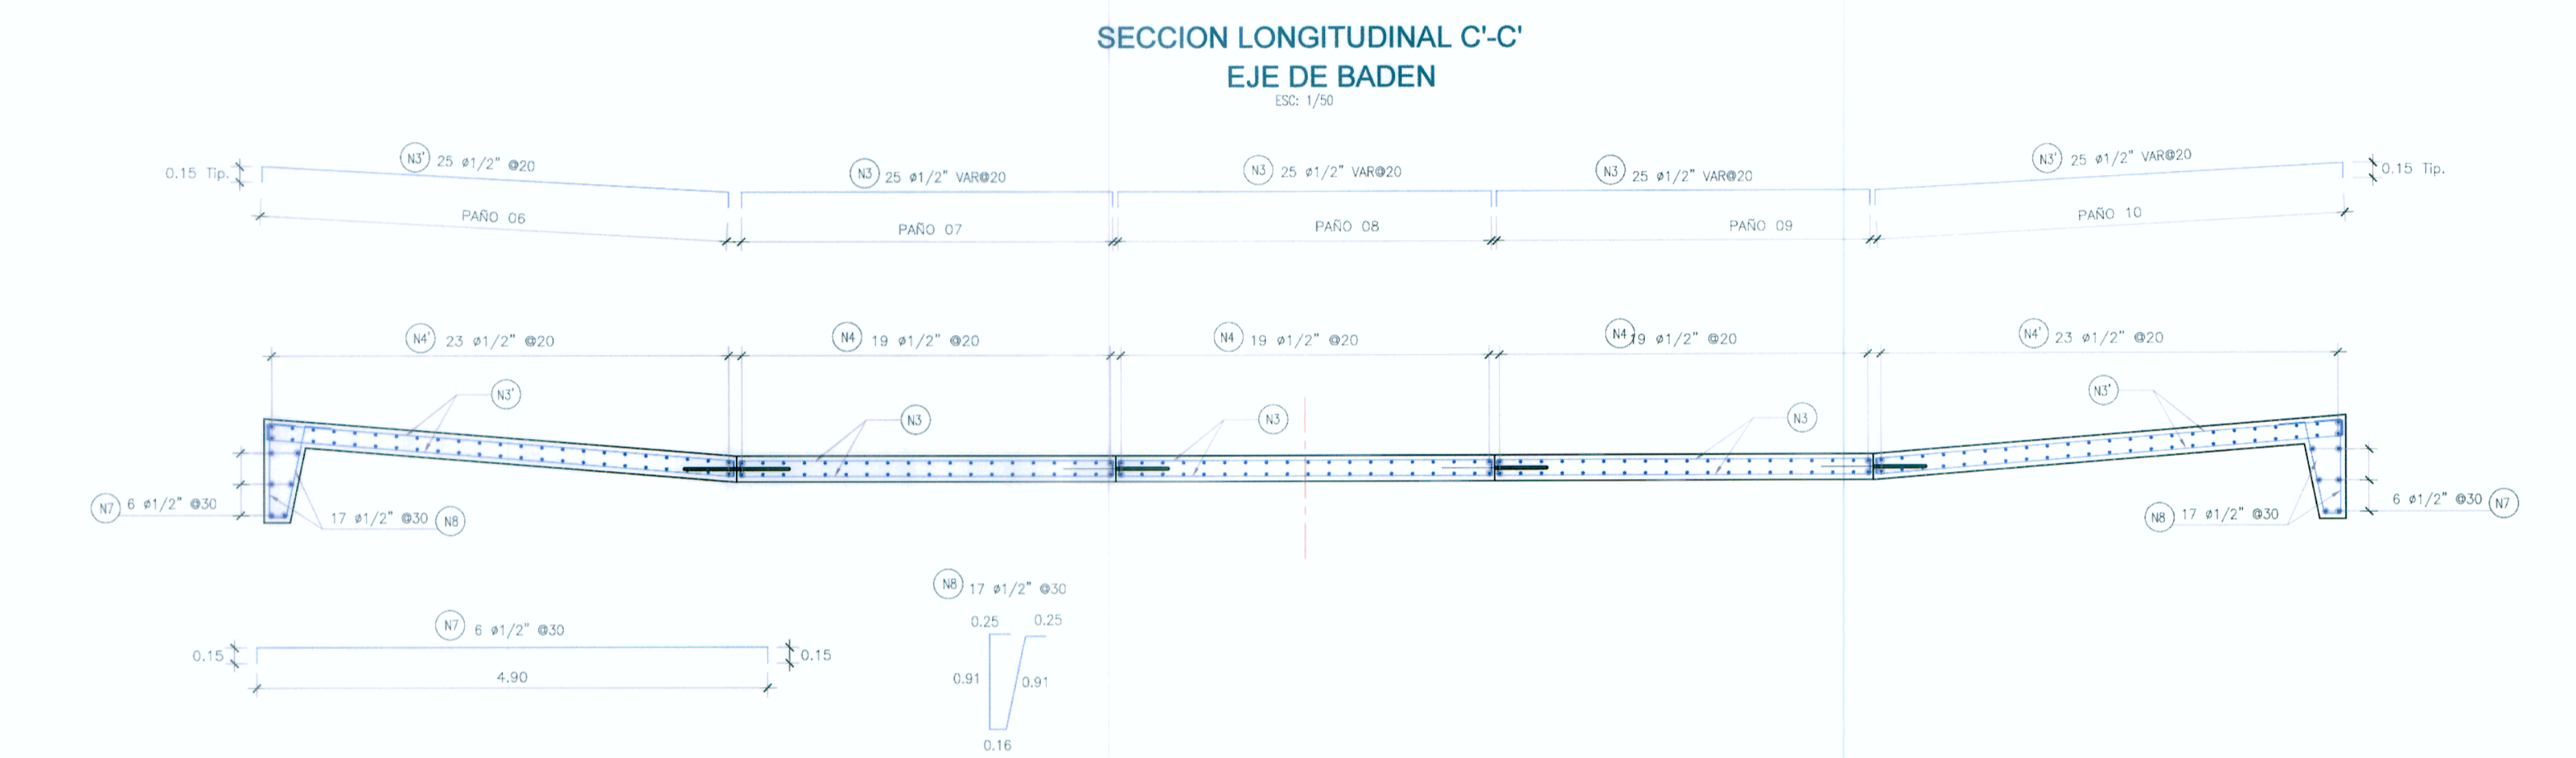 SECCION LONGITUDINAL C'-C'
EJE DE BADEN
ESC: 1/50
0.15 Tip.
N3' 25 ø1/2" @20
N3 25 ø1/2" VAR@20
N3 25 ø1/2" VAR@20
N3 25 ø1/2" VAR@20
N3' 25 ø1/2" VAR@20
0.15 Tip.
PAÑO 06
PAÑO 07
PAÑO 08
PAÑO 09
PAÑO 10
N4' 23 ø1/2" @20
N4 19 ø1/2" @20
N4 19 ø1/2" @20
N4 19 ø1/2" @20
N4' 23 ø1/2" @20
N3'
N3
N3
N3
N3'
N7 6 ø1/2" @30
17 ø1/2" @30 N8
N8 17 ø1/2" @30
6 ø1/2" @30 N7
N7 6 ø1/2" @30
0.15
0.15
4.90
N8 17 ø1/2" @30
0.25
0.25
0.91
0.91
0.16